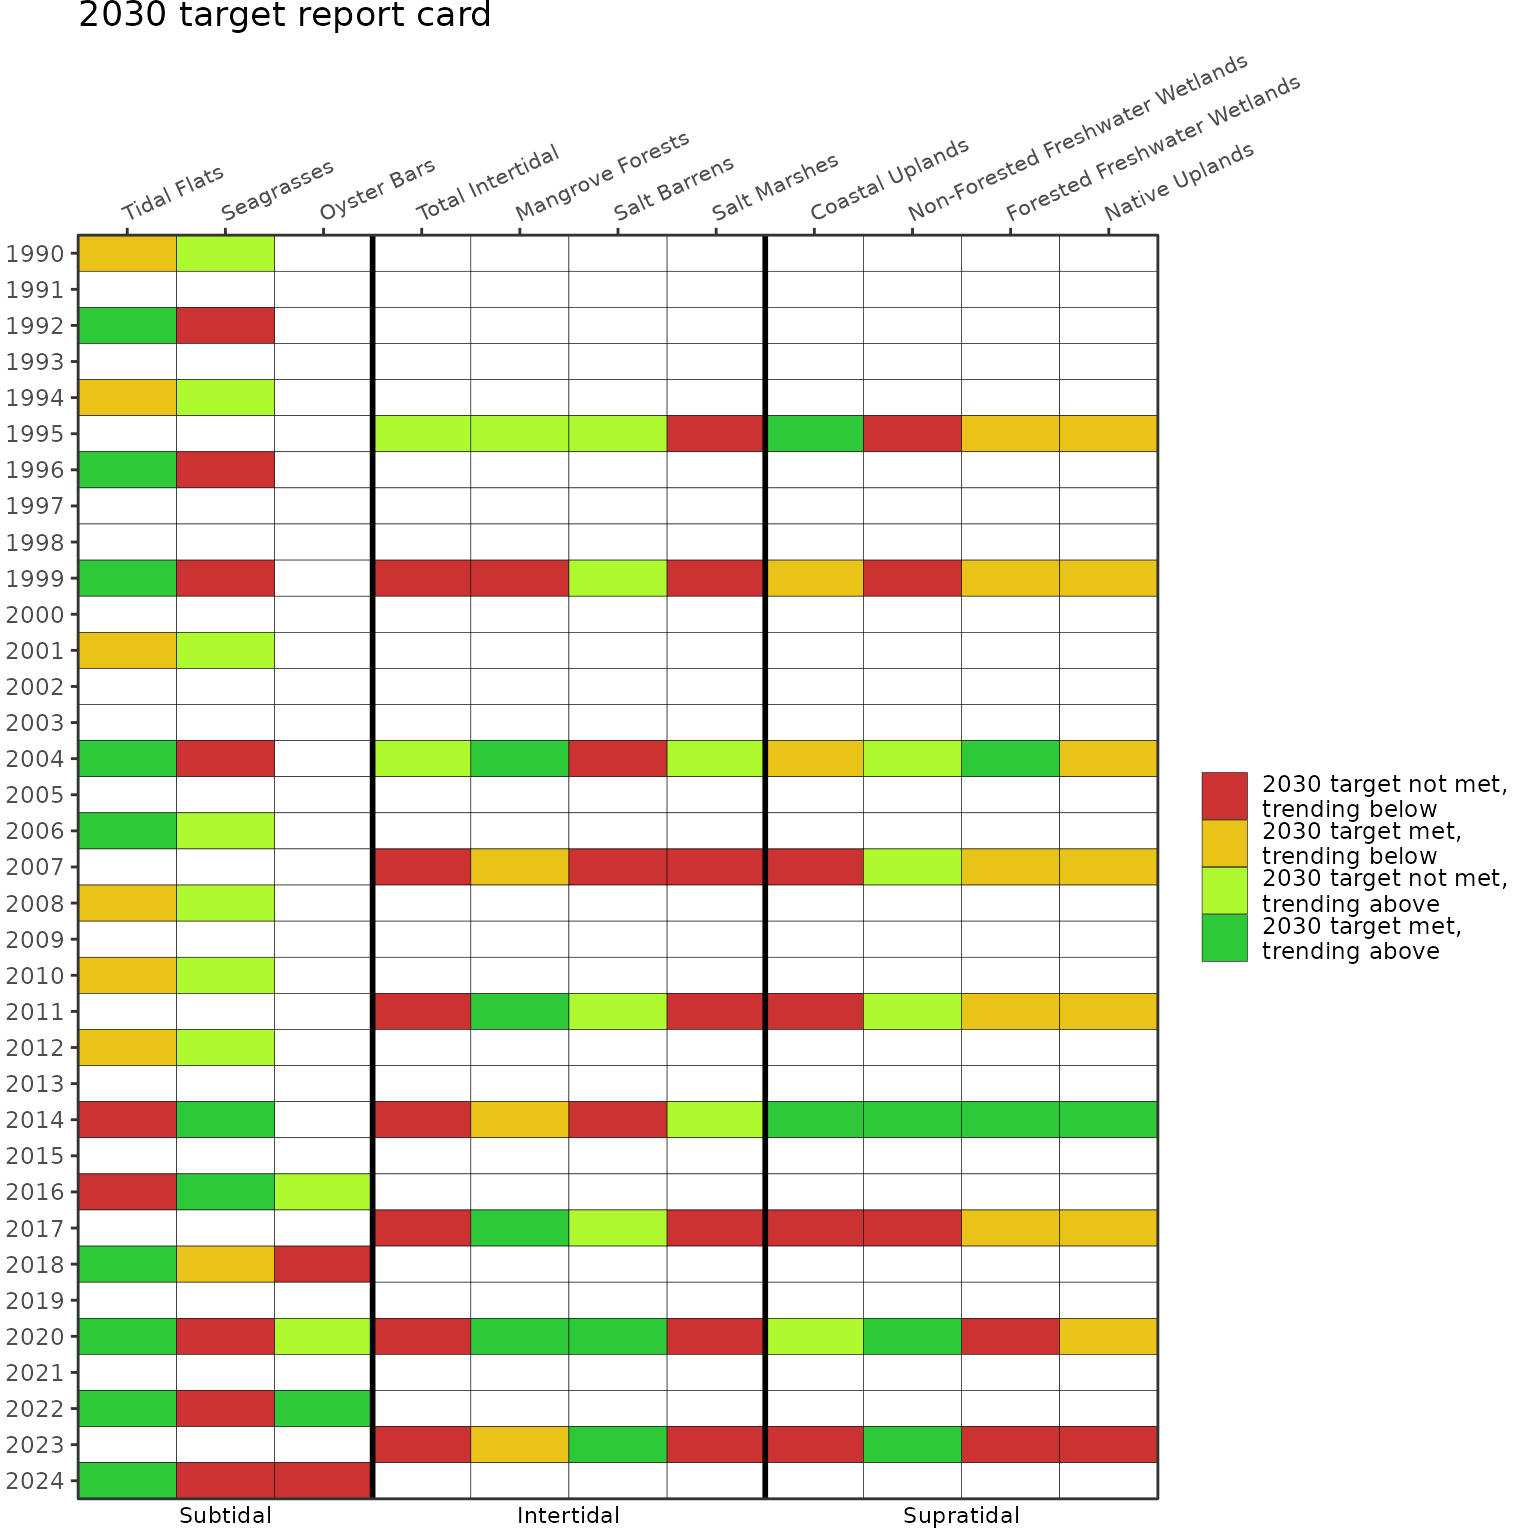 2030 target report card
Tidal Flats
Seagrasses
Oyster Bars
Total Intertidal
Mangrove Forests
Salt Barrens
Salt Marshes
Coastal Uplands
Non-Forested Freshwater Wetlands
Forested Freshwater Wetlands
Native Uplands
1990
1991
1992
1993
1994
1995
1996
1997
1998
1999
2000
2001
2002
2003
2004
2005
2006
2007
2008
2009
2010
2011
2012
2013
2014
2015
2016
2017
2018
2019
2020
2021
2022
2023
2024
2030 target not met,
trending below
2030 target met,
trending below
2030 target not met,
trending above
2030 target met,
trending above
Subtidal
Intertidal
Supratidal